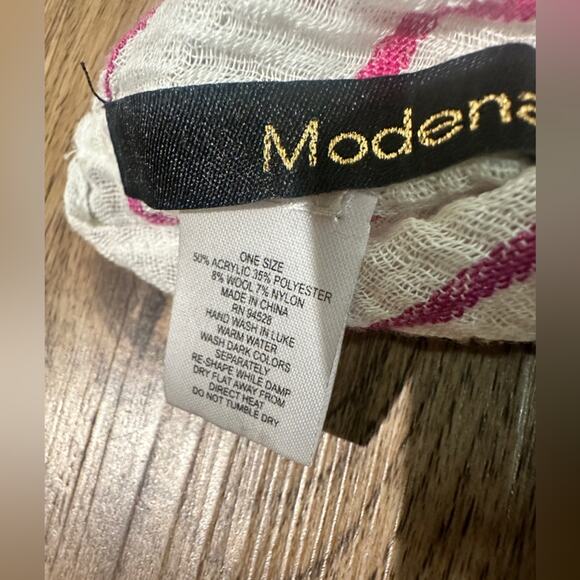 Modena
ONE SIZE
50% ACRYLIC 35% POLYESTER
8% WOOL 7% NYLON
MADE IN CHINA
RN 94528
HAND WASH IN LUKE
WARM WATER
WASH DARK COLORS
SEPARATELY
RE-SHAPE WHILE DAMP
DRY FLAT AWAY FROM
DIRECT HEAT
DO NOT TUMBLE DRY